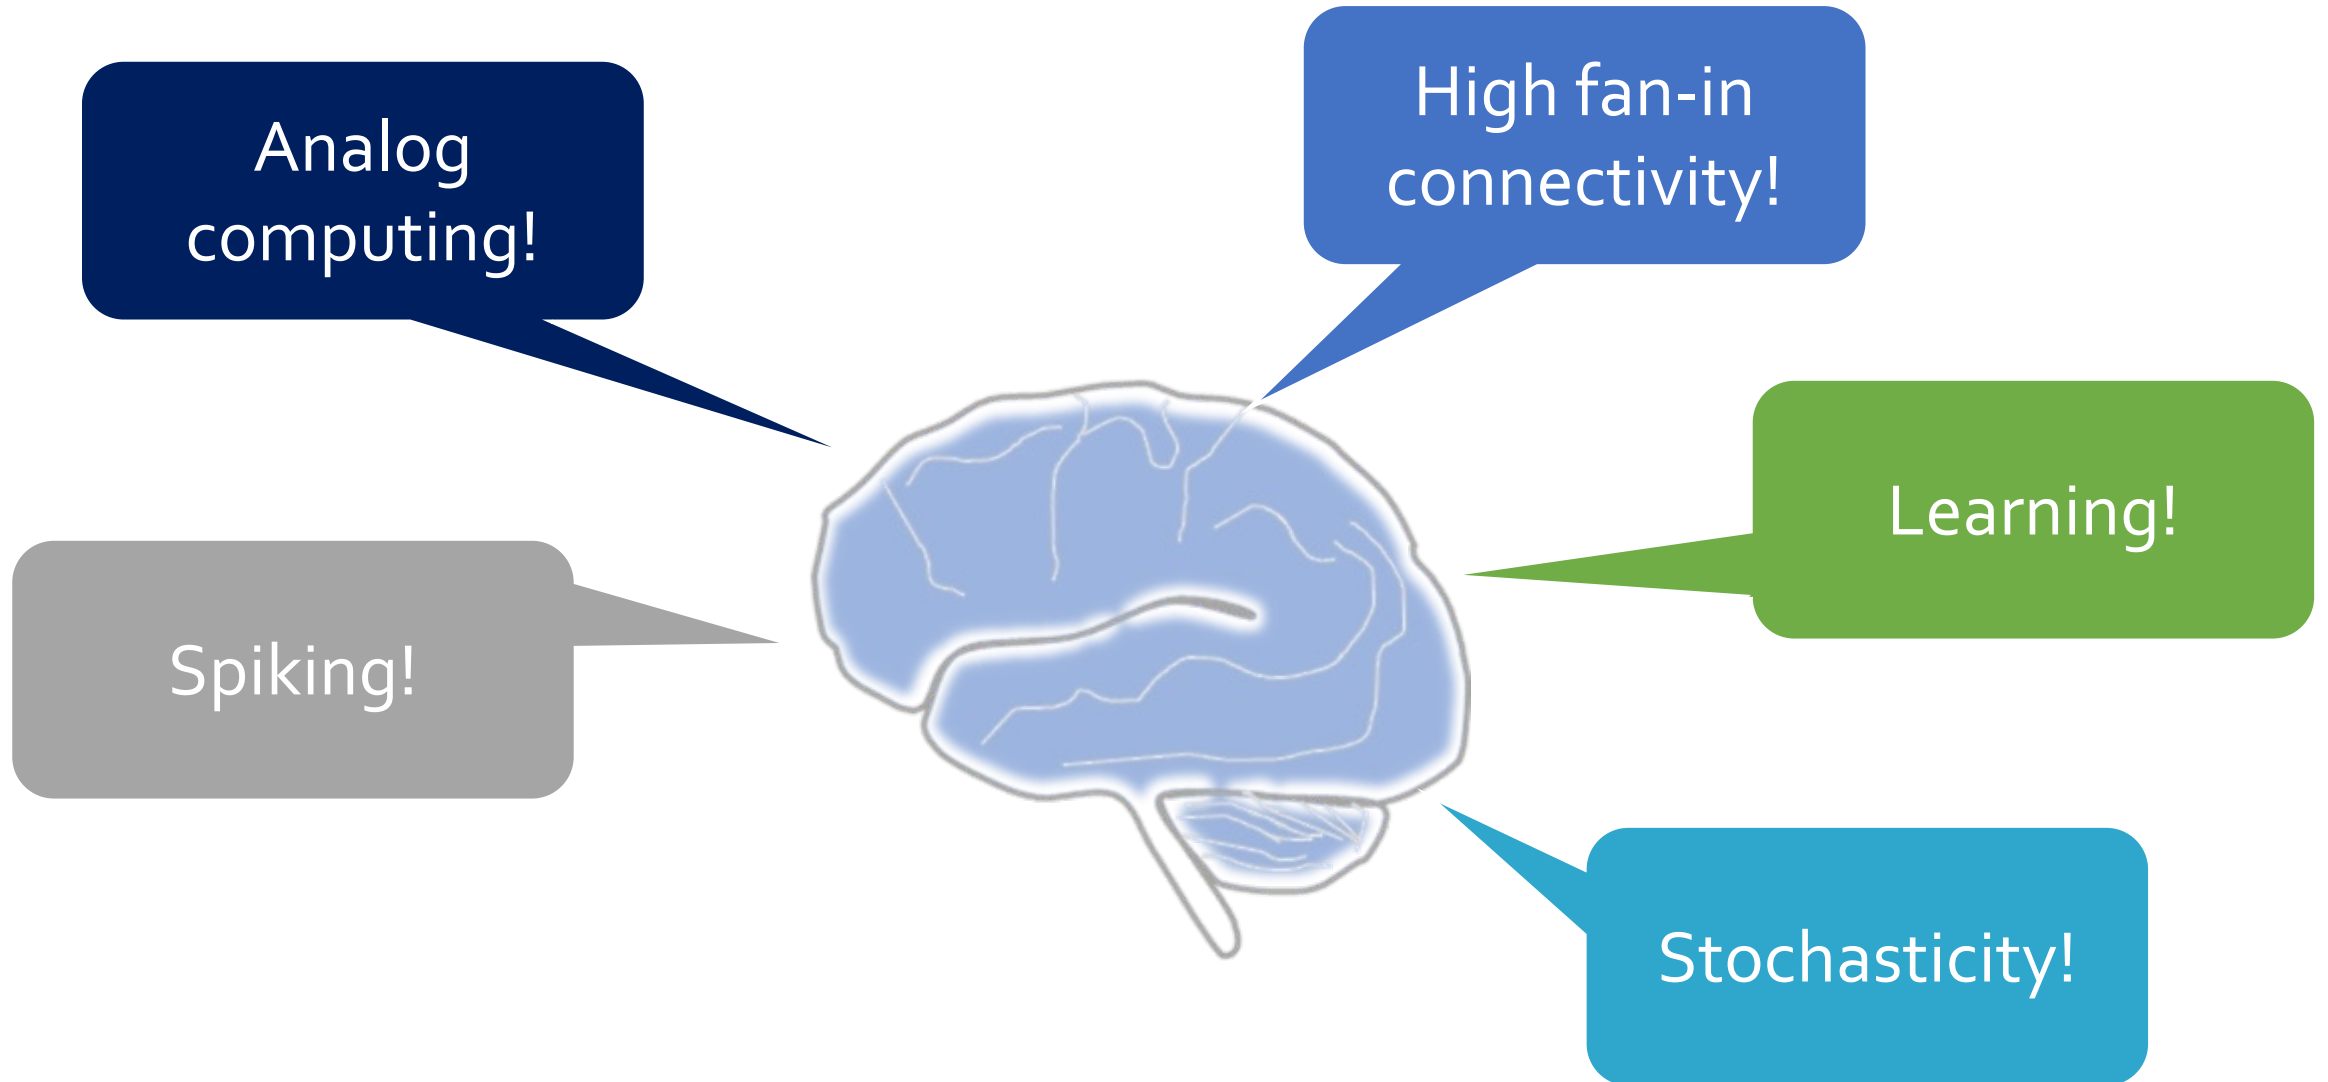 Analog
computing!
High fan-in
connectivity!
Learning!
Spiking!
Stochasticity!